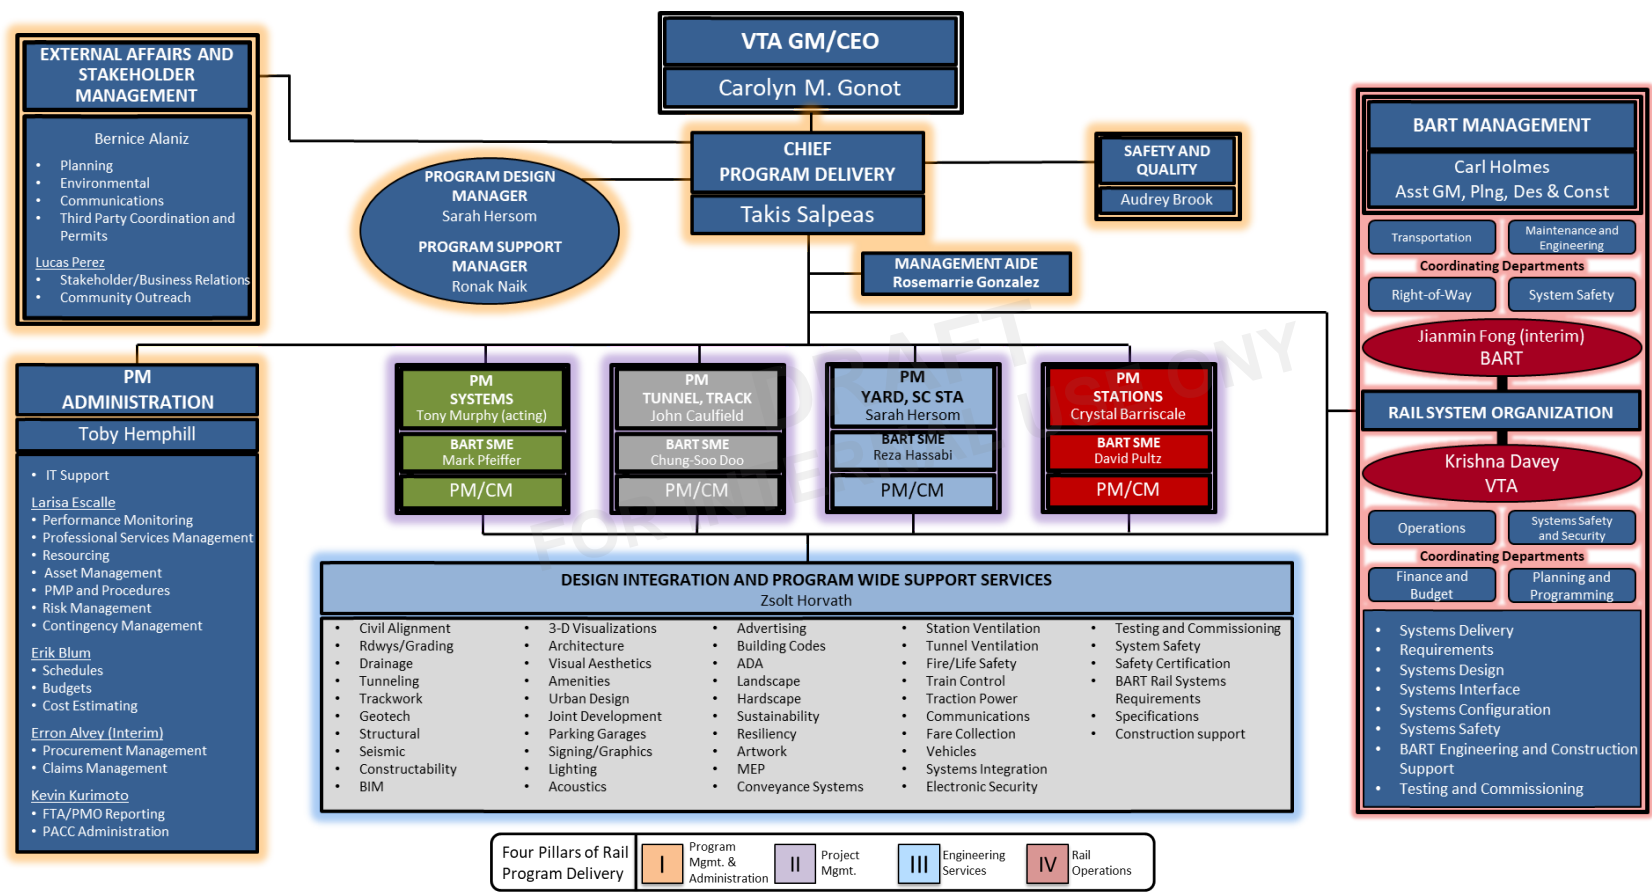 VTA GM/CEO
Carolyn M. Gonot
EXTERNAL AFFAIRS AND
STAKEHOLDER
MANAGEMENT
Bernice Alaniz
• Planning
• Environmental
• Communications
• Third Party Coordination and
Permits
Lucas Perez
• Stakeholder/Business Relations
• Community Outreach
CHIEF
PROGRAM DELIVERY
Takis Salpeas
PROGRAM DESIGN
MANAGER
Sarah Hersom
PROGRAM SUPPORT
MANAGER
Ronak Naik
SAFETY AND
QUALITY
Audrey Brook
MANAGEMENT AIDE
Rosemarrie Gonzalez
BART MANAGEMENT
Carl Holmes
Asst GM, Plng, Des & Const
Transportation
Maintenance and
Engineering
Coordinating Departments
Right-of-Way
System Safety
Jianmin Fong (interim)
BART
RAIL SYSTEM ORGANIZATION
Krishna Davey
VTA
Operations
Systems Safety
and Security
Coordinating Departments
Finance and
Budget
Planning and
Programming
• Systems Delivery
• Requirements
• Systems Design
• Systems Interface
• Systems Configuration
• Systems Safety
• BART Engineering and Construction
Support
• Testing and Commissioning
PM
ADMINISTRATION
Toby Hemphill
• IT Support
Larisa Escalle
• Performance Monitoring
• Professional Services Management
• Resourcing
• Asset Management
• PMP and Procedures
• Risk Management
• Contingency Management
Erik Blum
• Schedules
• Budgets
• Cost Estimating
Erron Alvey (Interim)
• Procurement Management
• Claims Management
Kevin Kurimoto
• FTA/PMO Reporting
• PACC Administration
PM
SYSTEMS
Tony Murphy (acting)
BART SME
Mark Pfeiffer
PM/CM
PM
TUNNEL, TRACK
John Caulfield
BART SME
Chung-Soo Doo
PM/CM
PM
YARD, SC STA
Sarah Hersom
BART SME
Reza Hassabi
PM/CM
PM
STATIONS
Crystal Barriscale
BART SME
David Pultz
PM/CM
DRAFT
FOR INTERNAL USE ONY
DESIGN INTEGRATION AND PROGRAM WIDE SUPPORT SERVICES
Zsolt Horvath
• Civil Alignment
• Rdwys/Grading
• Drainage
• Tunneling
• Trackwork
• Geotech
• Structural
• Seismic
• Constructability
• BIM
• 3-D Visualizations
• Architecture
• Visual Aesthetics
• Amenities
• Urban Design
• Joint Development
• Parking Garages
• Signing/Graphics
• Lighting
• Acoustics
• Advertising
• Building Codes
• ADA
• Landscape
• Hardscape
• Sustainability
• Resiliency
• Artwork
• MEP
• Conveyance Systems
• Station Ventilation
• Tunnel Ventilation
• Fire/Life Safety
• Train Control
• Traction Power
• Communications
• Fare Collection
• Vehicles
• Systems Integration
• Electronic Security
• Testing and Commissioning
• System Safety
• Safety Certification
• BART Rail Systems
Requirements
• Specifications
• Construction support
Four Pillars of Rail
Program Delivery
I
Program
Mgmt. &
Administration
II
Project
Mgmt.
III
Engineering
Services
IV
Rail
Operations